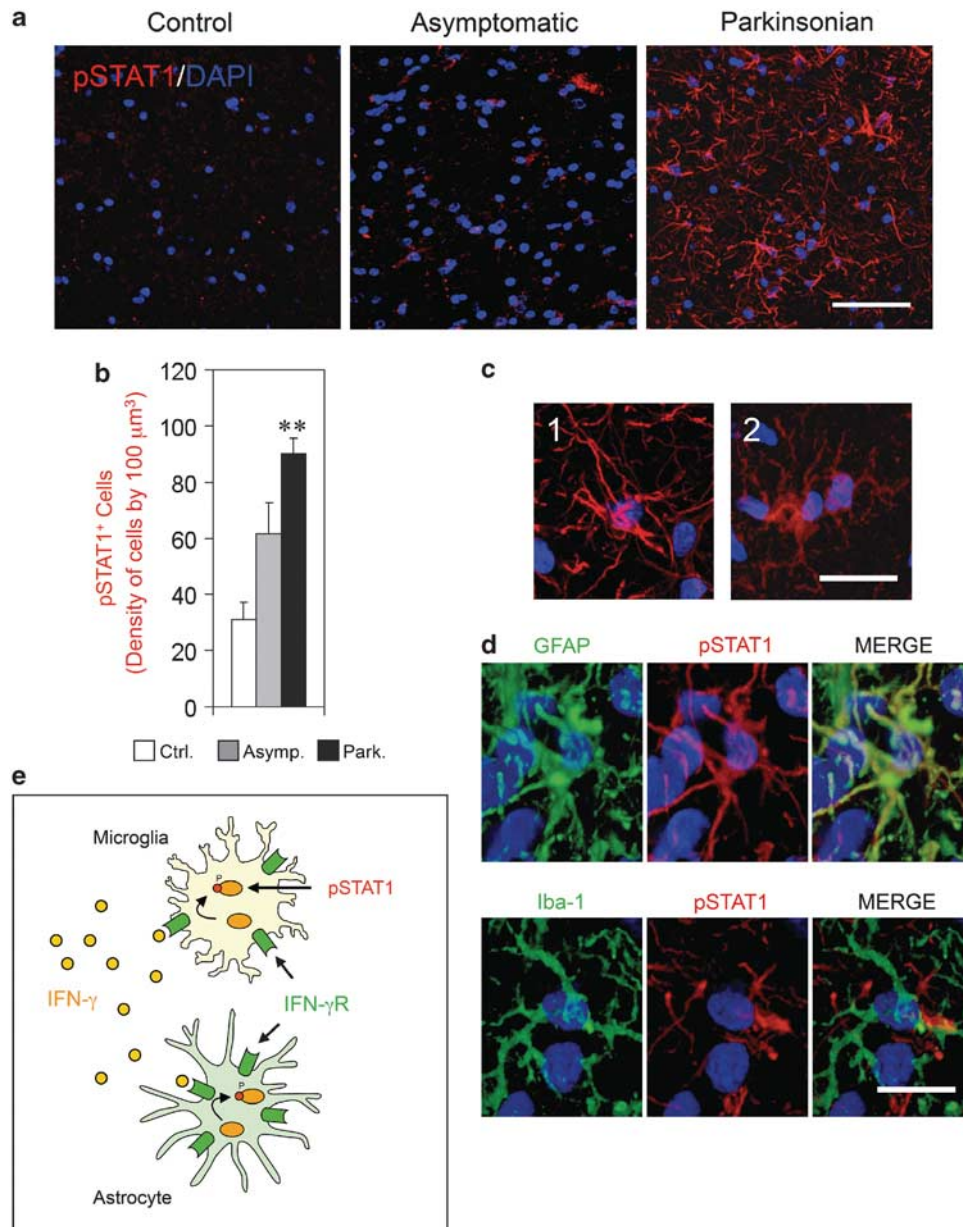 a
Control
Asymptomatic
Parkinsonian
pSTAT1/DAPI
b
pSTAT1⁺ Cells
(Density of cells by 100 µm³)
120
100
80
60
40
20
0
**
Ctrl. Asymp. Park.
c
1
2
d
GFAP
pSTAT1
MERGE
Iba-1
pSTAT1
MERGE
e
Microglia
P
pSTAT1
IFN-γ
IFN-γR
P
Astrocyte